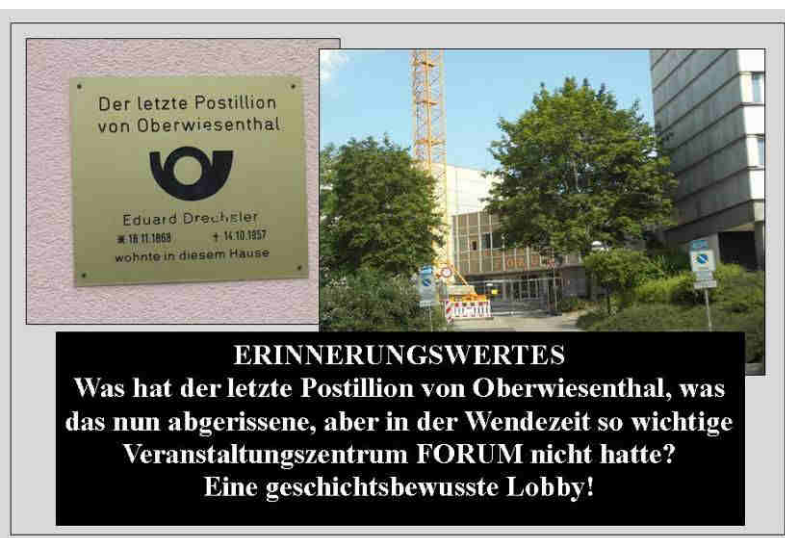 Der letzte Postillion
von Oberwiesenthal
Eduard Drechsler
✳ 18.11.1868 + 14.10.1957
wohnte in diesem Hause
ERINNERUNGSWERTES
Was hat der letzte Postillion von Oberwiesenthal, was
das nun abgerissene, aber in der Wendezeit so wichtige
Veranstaltungszentrum FORUM nicht hatte?
Eine geschichtsbewusste Lobby!